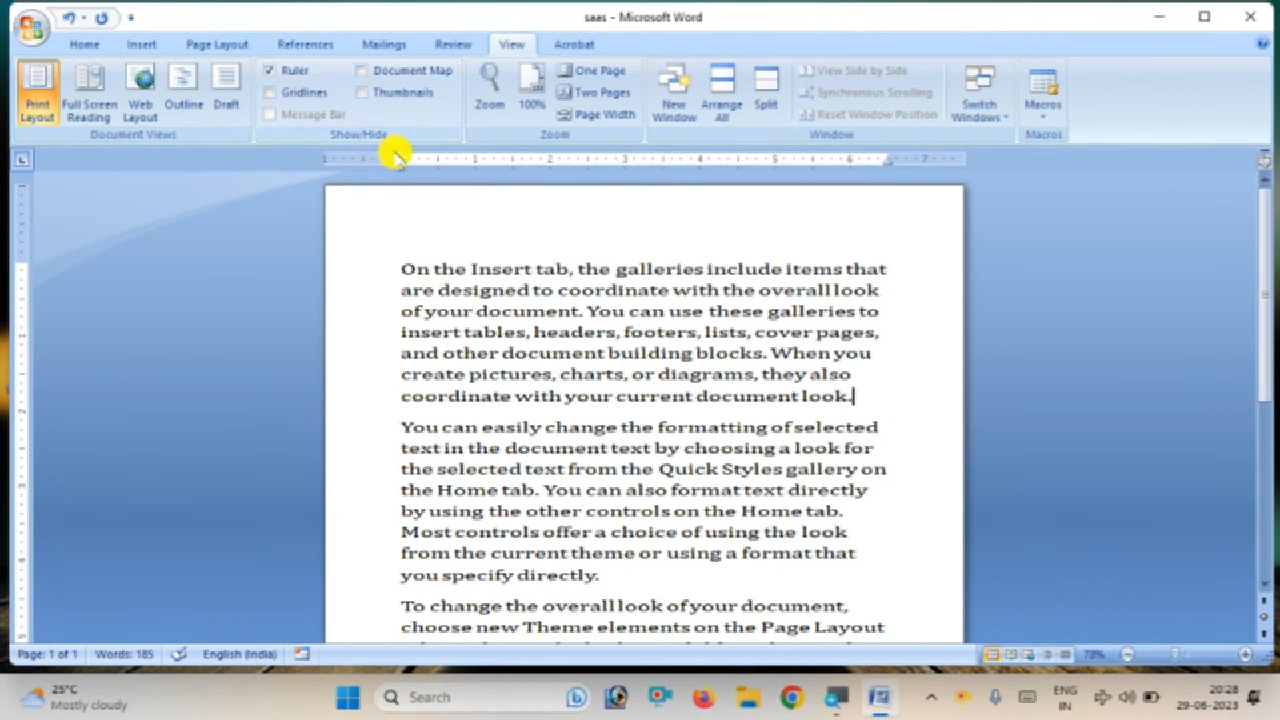 saas - Microsoft Word
Home Insert Page Layout References Mailings Review View Acrobat
Print Layout
Full Screen Reading
Web Layout
Outline
Draft
Document Views
Ruler
Gridlines
Message Bar
Document Map
Thumbnails
Show/Hide
Zoom
100%
One Page
Two Pages
Page Width
Zoom
New Window
Arrange All
Split
View Side by Side
Synchronous Scrolling
Reset Window Position
Switch Windows
Window
Macros
Macros
1 1 2 3 4 5 6 7
On the Insert tab, the galleries include items that
are designed to coordinate with the overall look
of your document. You can use these galleries to
insert tables, headers, footers, lists, cover pages,
and other document building blocks. When you
create pictures, charts, or diagrams, they also
coordinate with your current document look.
You can easily change the formatting of selected
text in the document text by choosing a look for
the selected text from the Quick Styles gallery on
the Home tab. You can also format text directly
by using the other controls on the Home tab.
Most controls offer a choice of using the look
from the current theme or using a format that
you specify directly.
To change the overall look of your document,
choose new Theme elements on the Page Layout
Page: 1 of 1 Words: 185 English (India) 78%
25°C
Mostly cloudy
Search
ENG
IN
20:28
29-06-2023